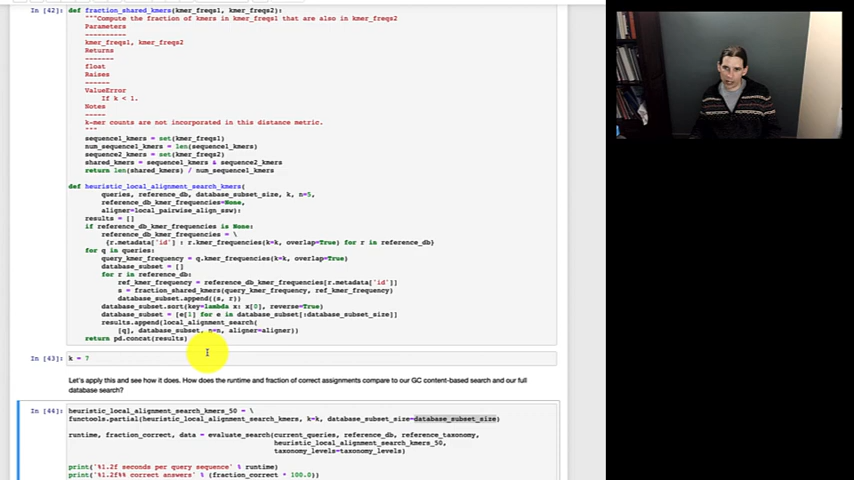 In [42]: def fraction_shared_kmers(kmer_freqs1, kmer_freqs2):
"""Compute the fraction of kmers in kmer_freqs1 that are also in kmer_freqs2
Parameters
----------
kmer_freqs1, kmer_freqs2
Returns
-------
float
Raises
------
ValueError
If k < 1.
Notes
-----
k-mer counts are not incorporated in this distance metric.
"""
sequence1_kmers = set(kmer_freqs1)
num_sequence1_kmers = len(sequence1_kmers)
sequence2_kmers = set(kmer_freqs2)
shared_kmers = sequence1_kmers & sequence2_kmers
return len(shared_kmers) / num_sequence1_kmers
def heuristic_local_alignment_search_kmers(
queries, reference_db, database_subset_size, k, n=5,
reference_db_kmer_frequencies=None,
aligner=local_pairwise_align_ssw):
results = []
if reference_db_kmer_frequencies is None:
reference_db_kmer_frequencies = \
{r.metadata['id'] : r.kmer_frequencies(k=k, overlap=True) for r in reference_db}
for q in queries:
query_kmer_frequency = q.kmer_frequencies(k=k, overlap=True)
database_subset = []
for r in reference_db:
ref_kmer_frequency = reference_db_kmer_frequencies[r.metadata['id']]
s = fraction_shared_kmers(query_kmer_frequency, ref_kmer_frequency)
database_subset.append((s, r))
database_subset.sort(key=lambda x: x[0], reverse=True)
database_subset = [e[1] for e in database_subset[:database_subset_size]]
results.append(local_alignment_search(
[q], database_subset, n=n, aligner=aligner))
return pd.concat(results)
In [43]: k = 7
Let's apply this and see how it does. How does the runtime and fraction of correct assignments compare to our GC content-based search and our full
database search?
In [44]: heuristic_local_alignment_search_kmers_50 = \
functools.partial(heuristic_local_alignment_search_kmers, k=k, database_subset_size=database_subset_size)
runtime, fraction_correct, data = evaluate_search(current_queries, reference_db, reference_taxonomy,
heuristic_local_alignment_search_kmers_50,
taxonomy_levels=taxonomy_levels)
print('%1.2f seconds per query sequence' % runtime)
print('%1.2f%% correct answers' % (fraction_correct * 100.0))